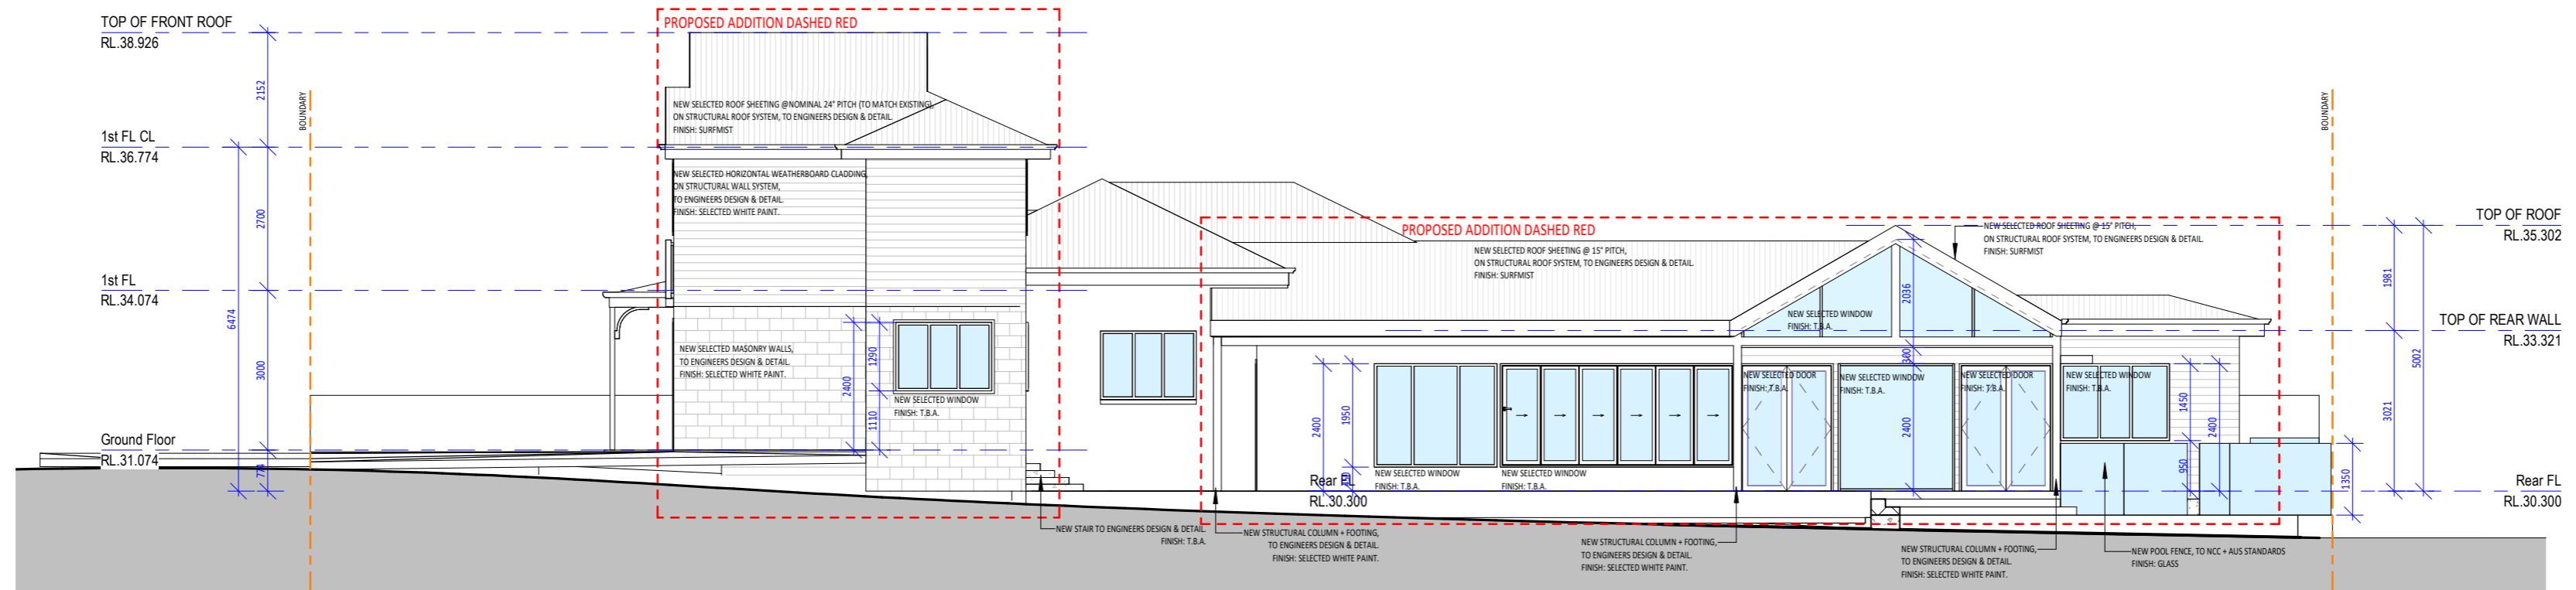 TOP OF FRONT ROOF
RL.38.926
1st FL CL
RL.36.774
1st FL
RL.34.074
Ground Floor
RL.31.074
2152
2700
3000
774
6474
BOUNDARY
PROPOSED ADDITION DASHED RED
NEW SELECTED ROOF SHEETING @NOMINAL 24° PITCH (TO MATCH EXISTING),
ON STRUCTURAL ROOF SYSTEM, TO ENGINEERS DESIGN & DETAIL.
FINISH: SURFMIST
NEW SELECTED HORIZONTAL WEATHERBOARD CLADDING,
ON STRUCTURAL WALL SYSTEM,
TO ENGINEERS DESIGN & DETAIL.
FINISH: SELECTED WHITE PAINT.
NEW SELECTED MASONRY WALLS,
TO ENGINEERS DESIGN & DETAIL.
FINISH: SELECTED WHITE PAINT.
2400
1290
1110
NEW SELECTED WINDOW
FINISH: T.B.A.
NEW STAIR TO ENGINEERS DESIGN & DETAIL.
FINISH: T.B.A.
PROPOSED ADDITION DASHED RED
NEW SELECTED ROOF SHEETING @ 15° PITCH,
ON STRUCTURAL ROOF SYSTEM, TO ENGINEERS DESIGN & DETAIL.
FINISH: SURFMIST
NEW SELECTED ROOF SHEETING @ 15° PITCH,
ON STRUCTURAL ROOF SYSTEM, TO ENGINEERS DESIGN & DETAIL.
FINISH: SURFMIST
2400
1950
Rear FL
RL.30.300
NEW SELECTED WINDOW
FINISH: T.B.A.
NEW SELECTED WINDOW
FINISH: T.B.A.
2036
NEW SELECTED WINDOW
FINISH: T.B.A.
300
2400
NEW SELECTED DOOR
FINISH: T.B.A.
NEW SELECTED WINDOW
FINISH: T.B.A.
NEW SELECTED DOOR
FINISH: T.B.A.
NEW SELECTED WINDOW
FINISH: T.B.A.
1450
950
2400
1350
NEW STRUCTURAL COLUMN + FOOTING,
TO ENGINEERS DESIGN & DETAIL.
FINISH: SELECTED WHITE PAINT.
NEW STRUCTURAL COLUMN + FOOTING,
TO ENGINEERS DESIGN & DETAIL.
FINISH: SELECTED WHITE PAINT.
NEW STRUCTURAL COLUMN + FOOTING,
TO ENGINEERS DESIGN & DETAIL.
FINISH: SELECTED WHITE PAINT.
NEW POOL FENCE, TO NCC + AUS STANDARDS
FINISH: GLASS
BOUNDARY
1981
3021
5002
TOP OF ROOF
RL.35.302
TOP OF REAR WALL
RL.33.321
Rear FL
RL.30.300